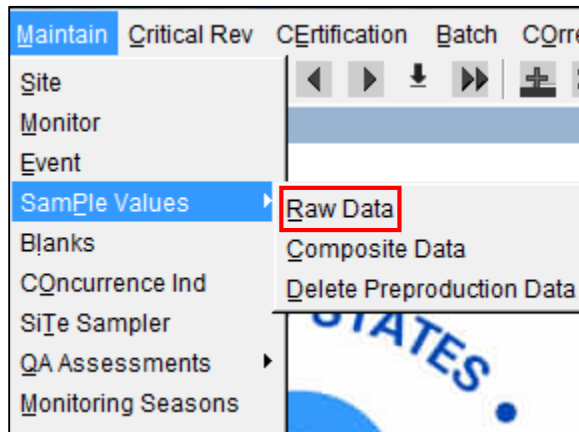 Maintain Critical Rev CErtification Batch COrre
Site
Monitor
Event
SamPle Values
Raw Data
Blanks
Composite Data
COncurrence Ind
Delete Preproduction Data
SiTe Sampler
QA Assessments
Monitoring Seasons
STATES